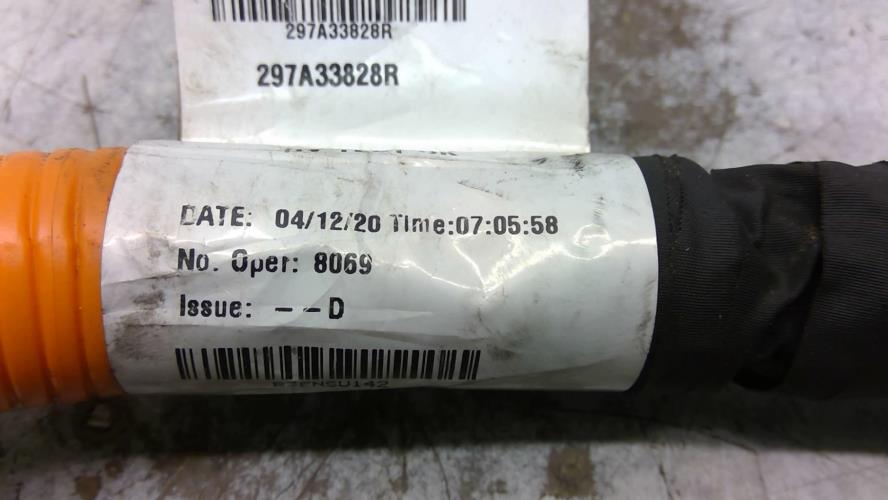 297A33828R
297A33828R
DATE: 04/12/20 Time:07:05:58
No. Oper: 8069
Issue: --D